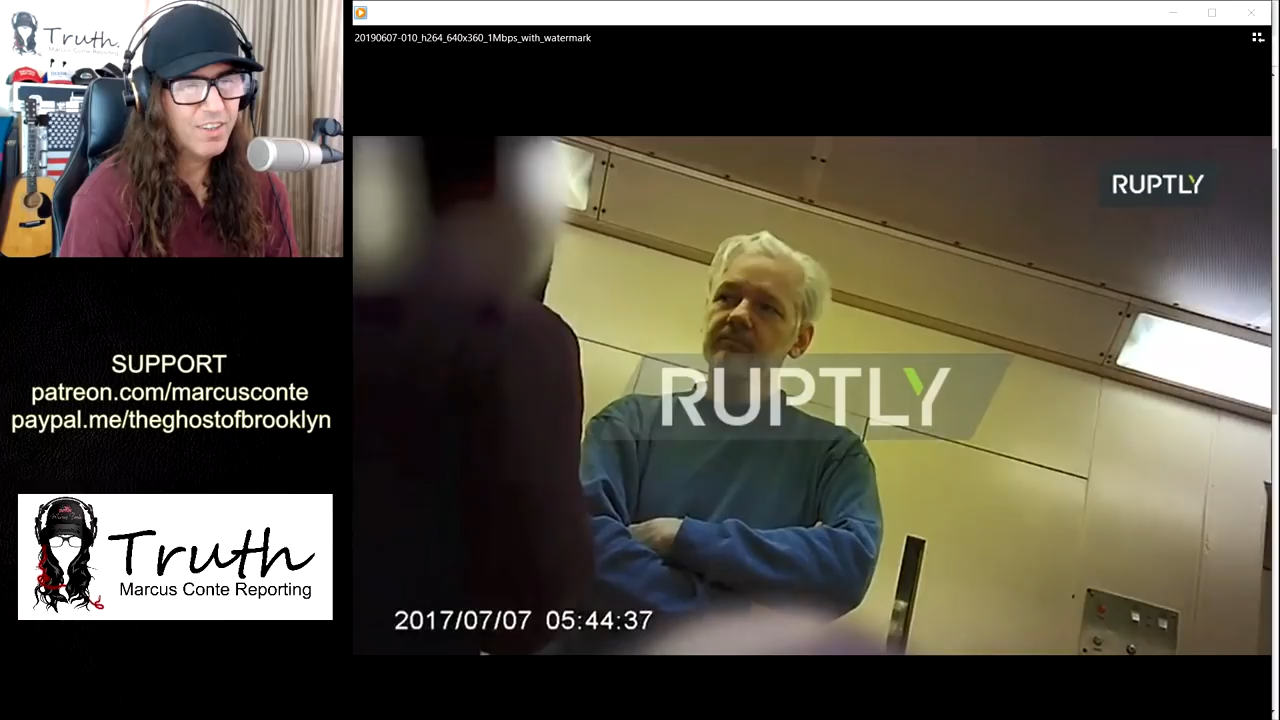 Truth.
Marcus Conte Reporting
20190607-010_h264_640x360_1Mbps_with_watermark
RUPTLY
RUPTLY
SUPPORT
patreon.com/marcusconte
paypal.me/theghostofbrooklyn
Truth
Marcus Conte Reporting
2017/07/07 05:44:37